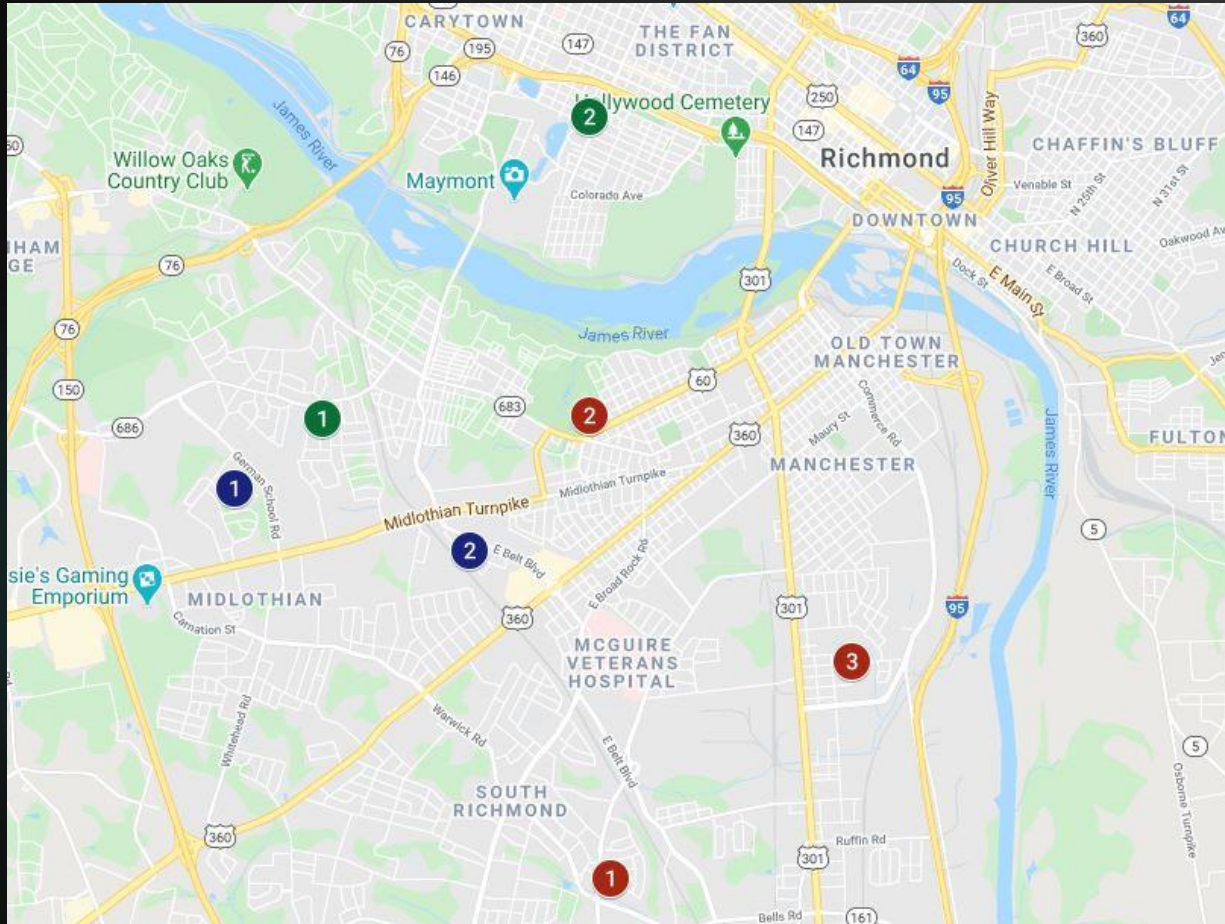 CARYTOWN
THE FAN
DISTRICT
64
360
76
195
147
146
64
95
250
James River
2
Hollywood Cemetery
147
Richmond
Oliver Hill Way
CHAFFIN'S BLUFF
Willow Oaks
Country Club
Maymont
Colorado Ave
Venable St
N 25th St
N 31st St
95
DOWNTOWN
CHURCH HILL
Oakwood Av
76
301
Dock St
E Main St
E Broad St
76
James River
OLD TOWN
MANCHESTER
150
60
686
1
683
2
360
Maury St
Commerce Rd
James River
FULTON
1
German School Rd
Midlothian Turnpike
MANCHESTER
Midlothian Turnpike
2
E Belt Blvd
5
sie's Gaming
Emporium
MIDLOTHIAN
Carnation St
360
E Broad Rock Rd
301
95
MCGUIRE
VETERANS
HOSPITAL
3
Whitehead Rd
Warwick Rd
E Belt Blvd
5
Osborne Turnpike
SOUTH
RICHMOND
360
1
Ruffin Rd
301
Bells Rd
161